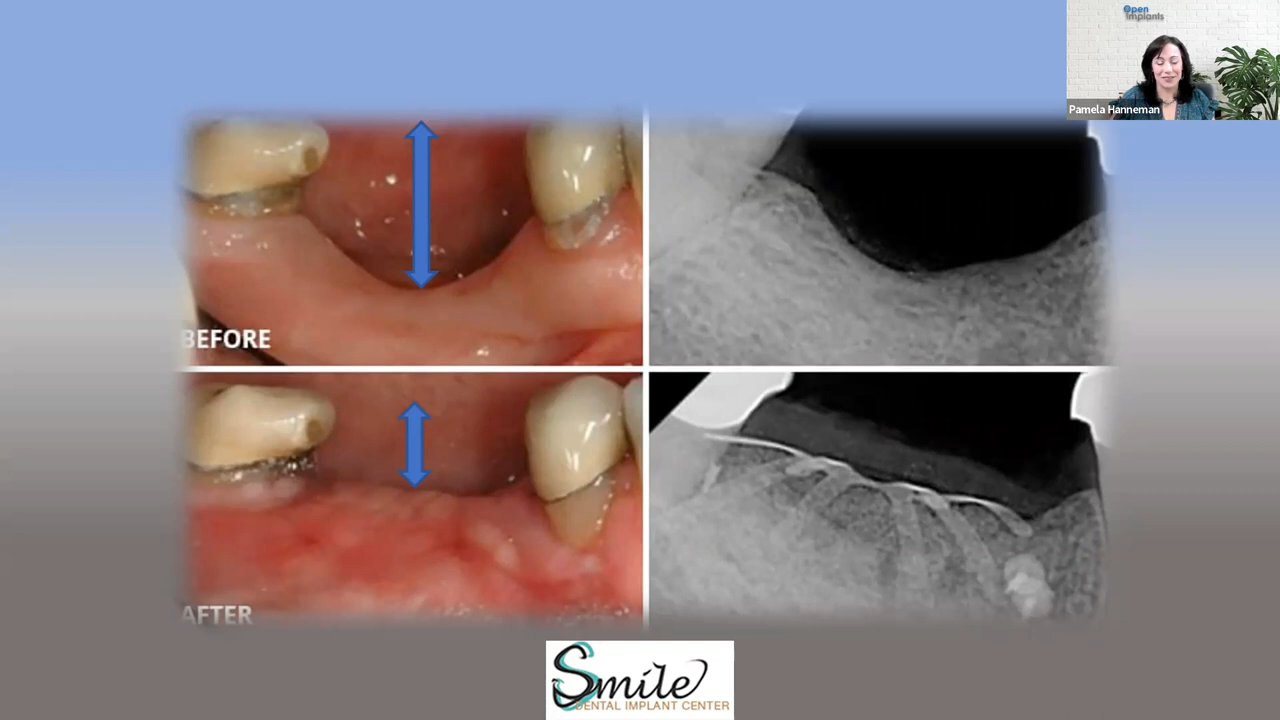 Open
Implants
Pamela Hanneman
BEFORE
AFTER
Smile
DENTAL IMPLANT CENTER